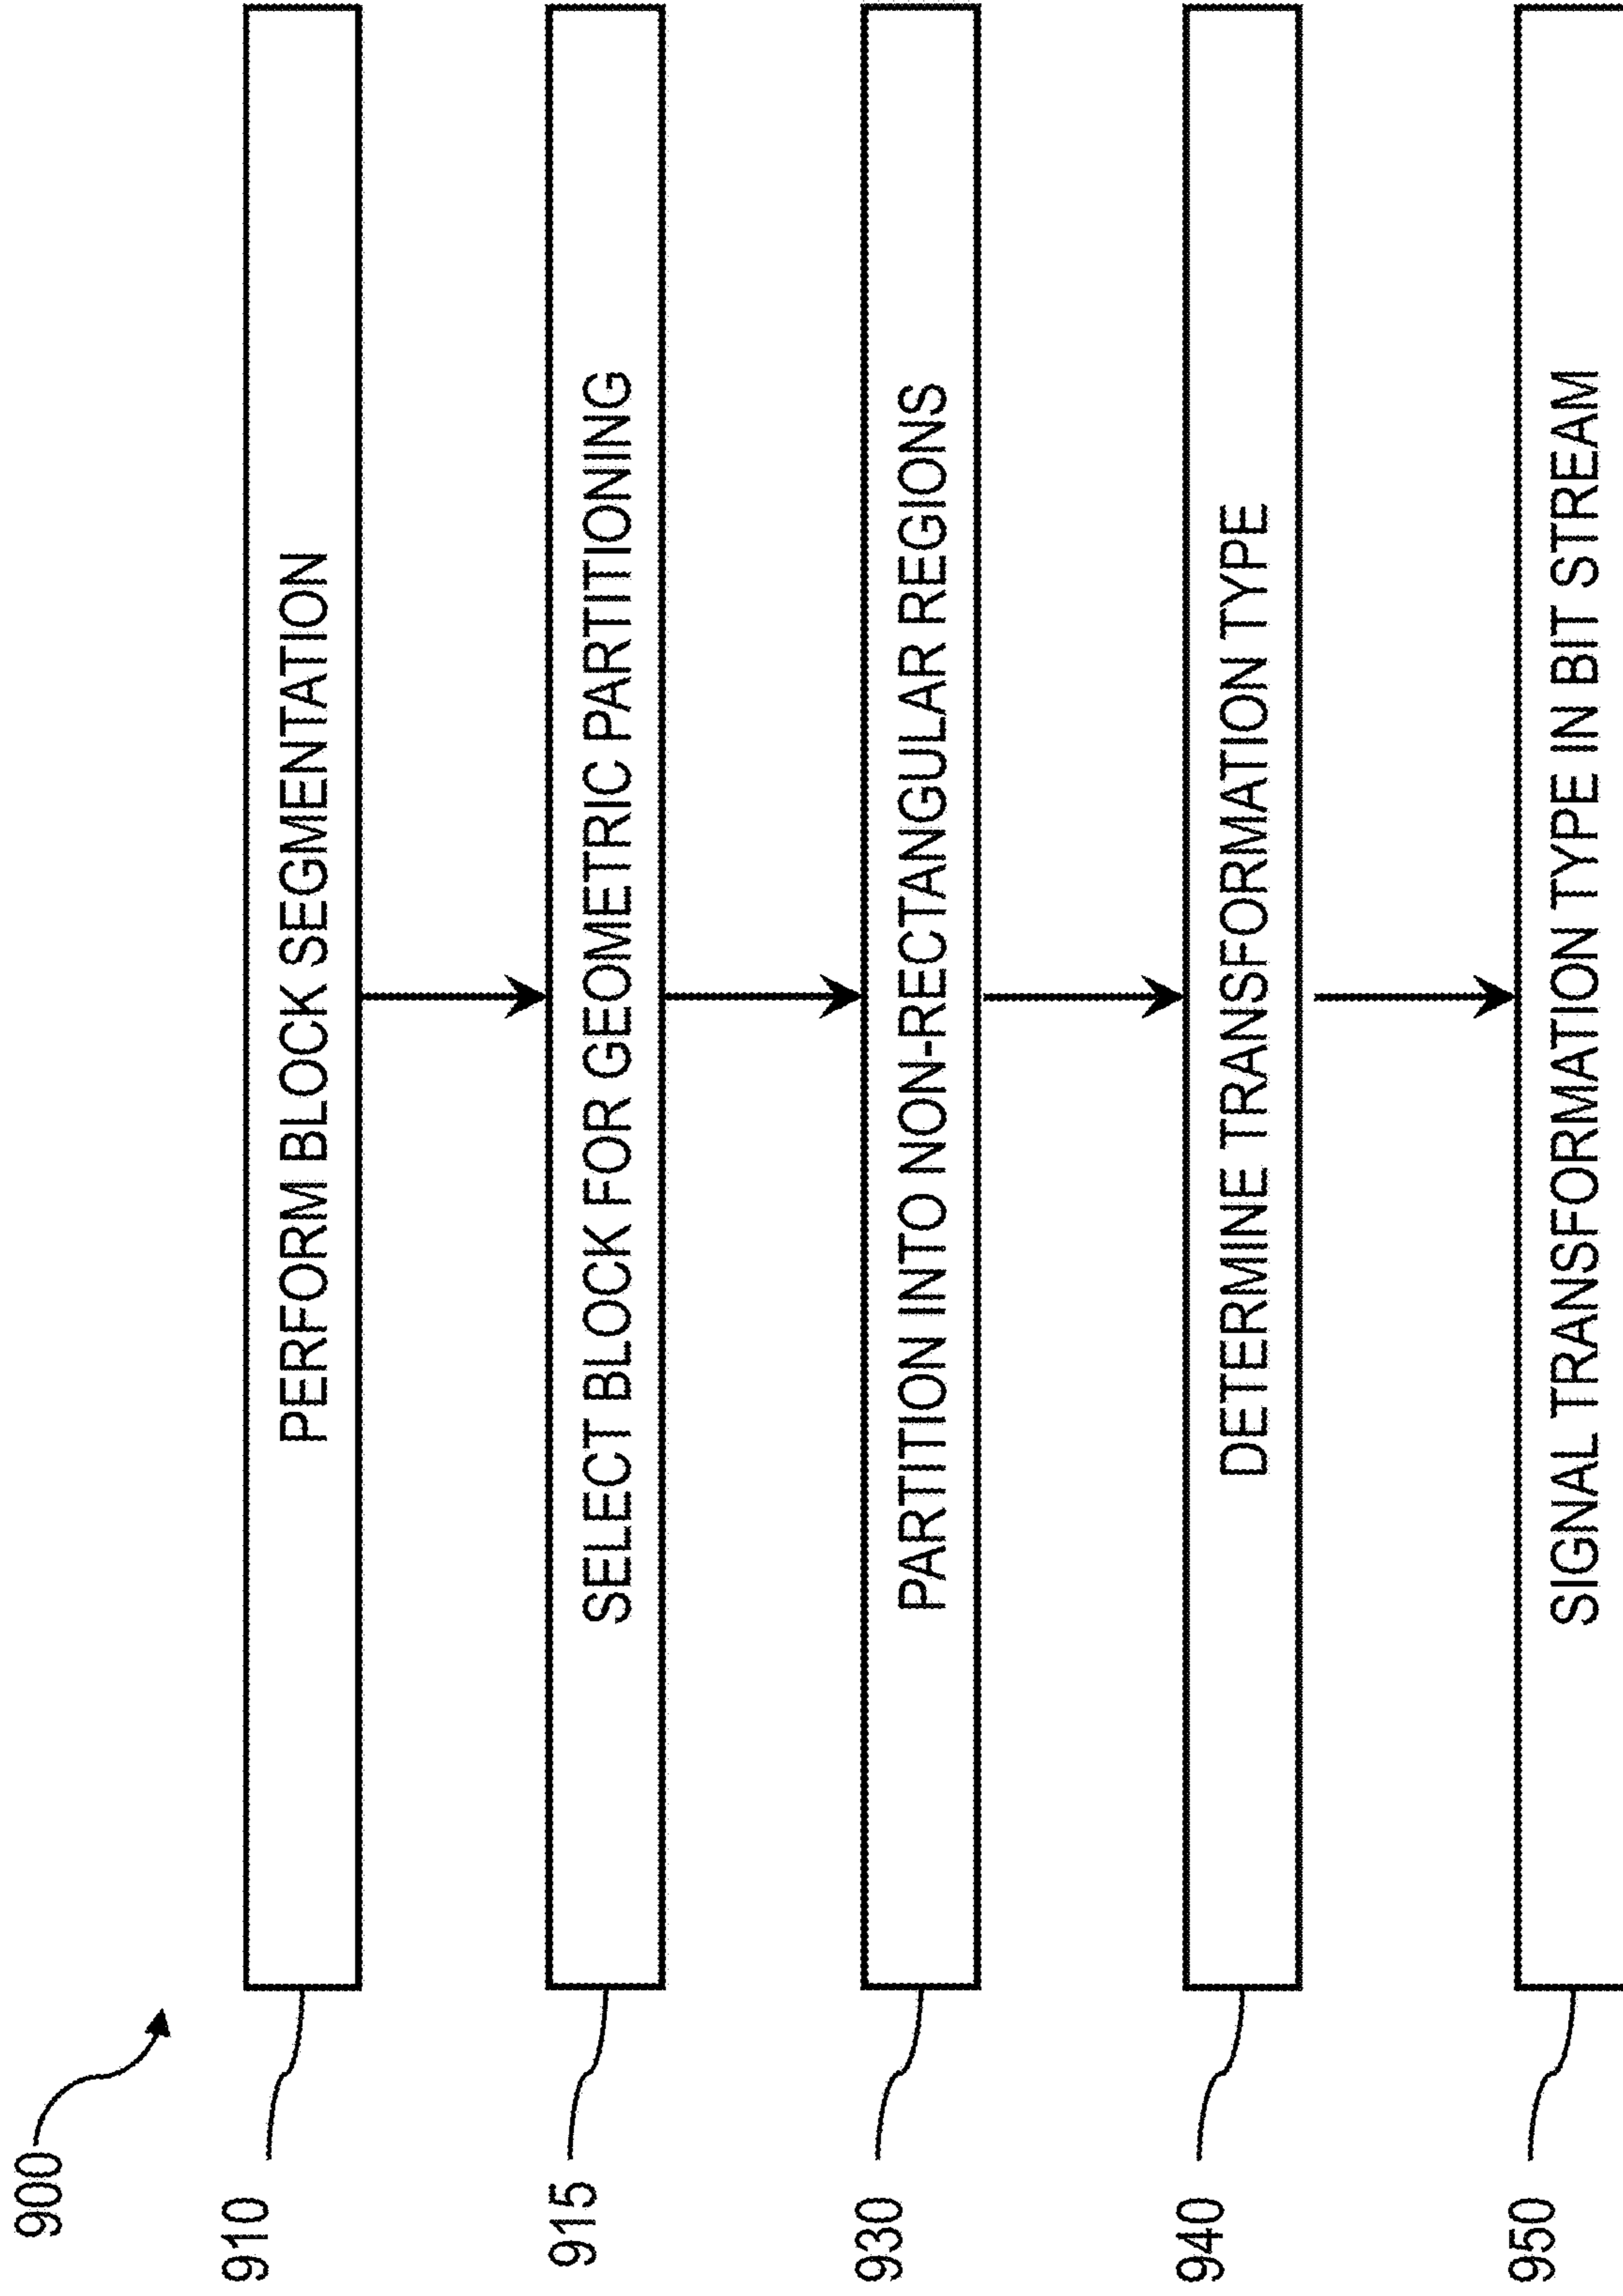 900
910
PERFORM BLOCK SEGMENTATION
915
SELECT BLOCK FOR GEOMETRIC PARTITIONING
930
PARTITION INTO NON-RECTANGULAR REGIONS
940
DETERMINE TRANSFORMATION TYPE
950
SIGNAL TRANSFORMATION TYPE IN BIT STREAM